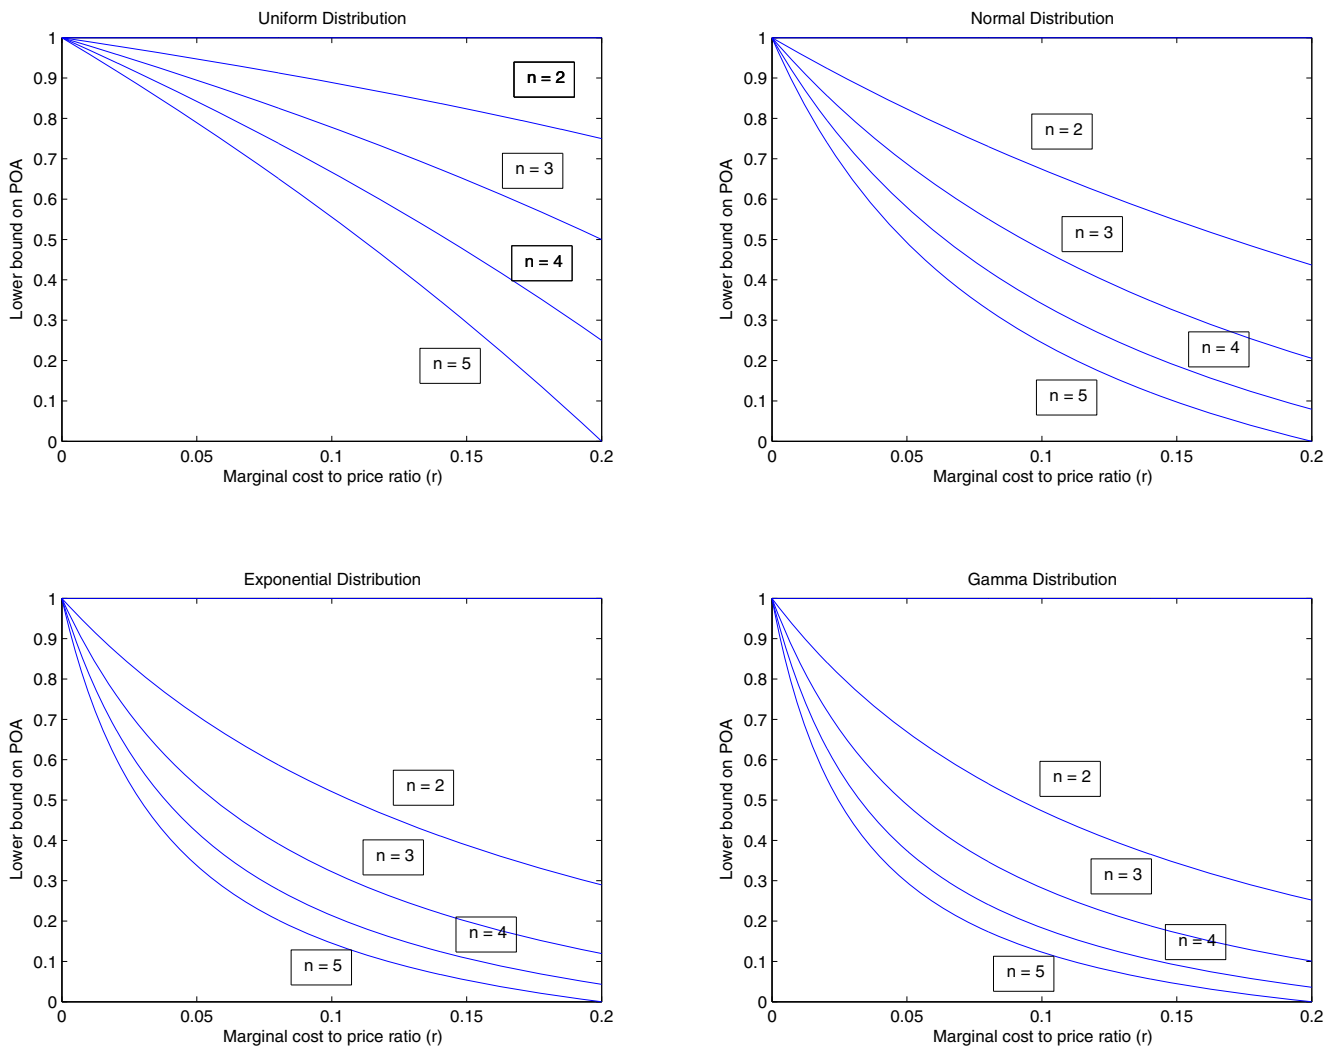 Uniform Distribution
1
0.9
0.8
0.7
0.6
0.5
0.4
0.3
0.2
0.1
0
Lower bound on POA
n = 2
n = 3
n = 4
n = 5
0 0.05 0.1 0.15 0.2
Marginal cost to price ratio (r)
Normal Distribution
1
0.9
0.8
0.7
0.6
0.5
0.4
0.3
0.2
0.1
0
Lower bound on POA
n = 2
n = 3
n = 4
n = 5
0 0.05 0.1 0.15 0.2
Marginal cost to price ratio (r)
Exponential Distribution
1
0.9
0.8
0.7
0.6
0.5
0.4
0.3
0.2
0.1
0
Lower bound on POA
n = 2
n = 3
n = 4
n = 5
0 0.05 0.1 0.15 0.2
Marginal cost to price ratio (r)
Gamma Distribution
1
0.9
0.8
0.7
0.6
0.5
0.4
0.3
0.2
0.1
0
Lower bound on POA
n = 2
n = 3
n = 4
n = 5
0 0.05 0.1 0.15 0.2
Marginal cost to price ratio (r)